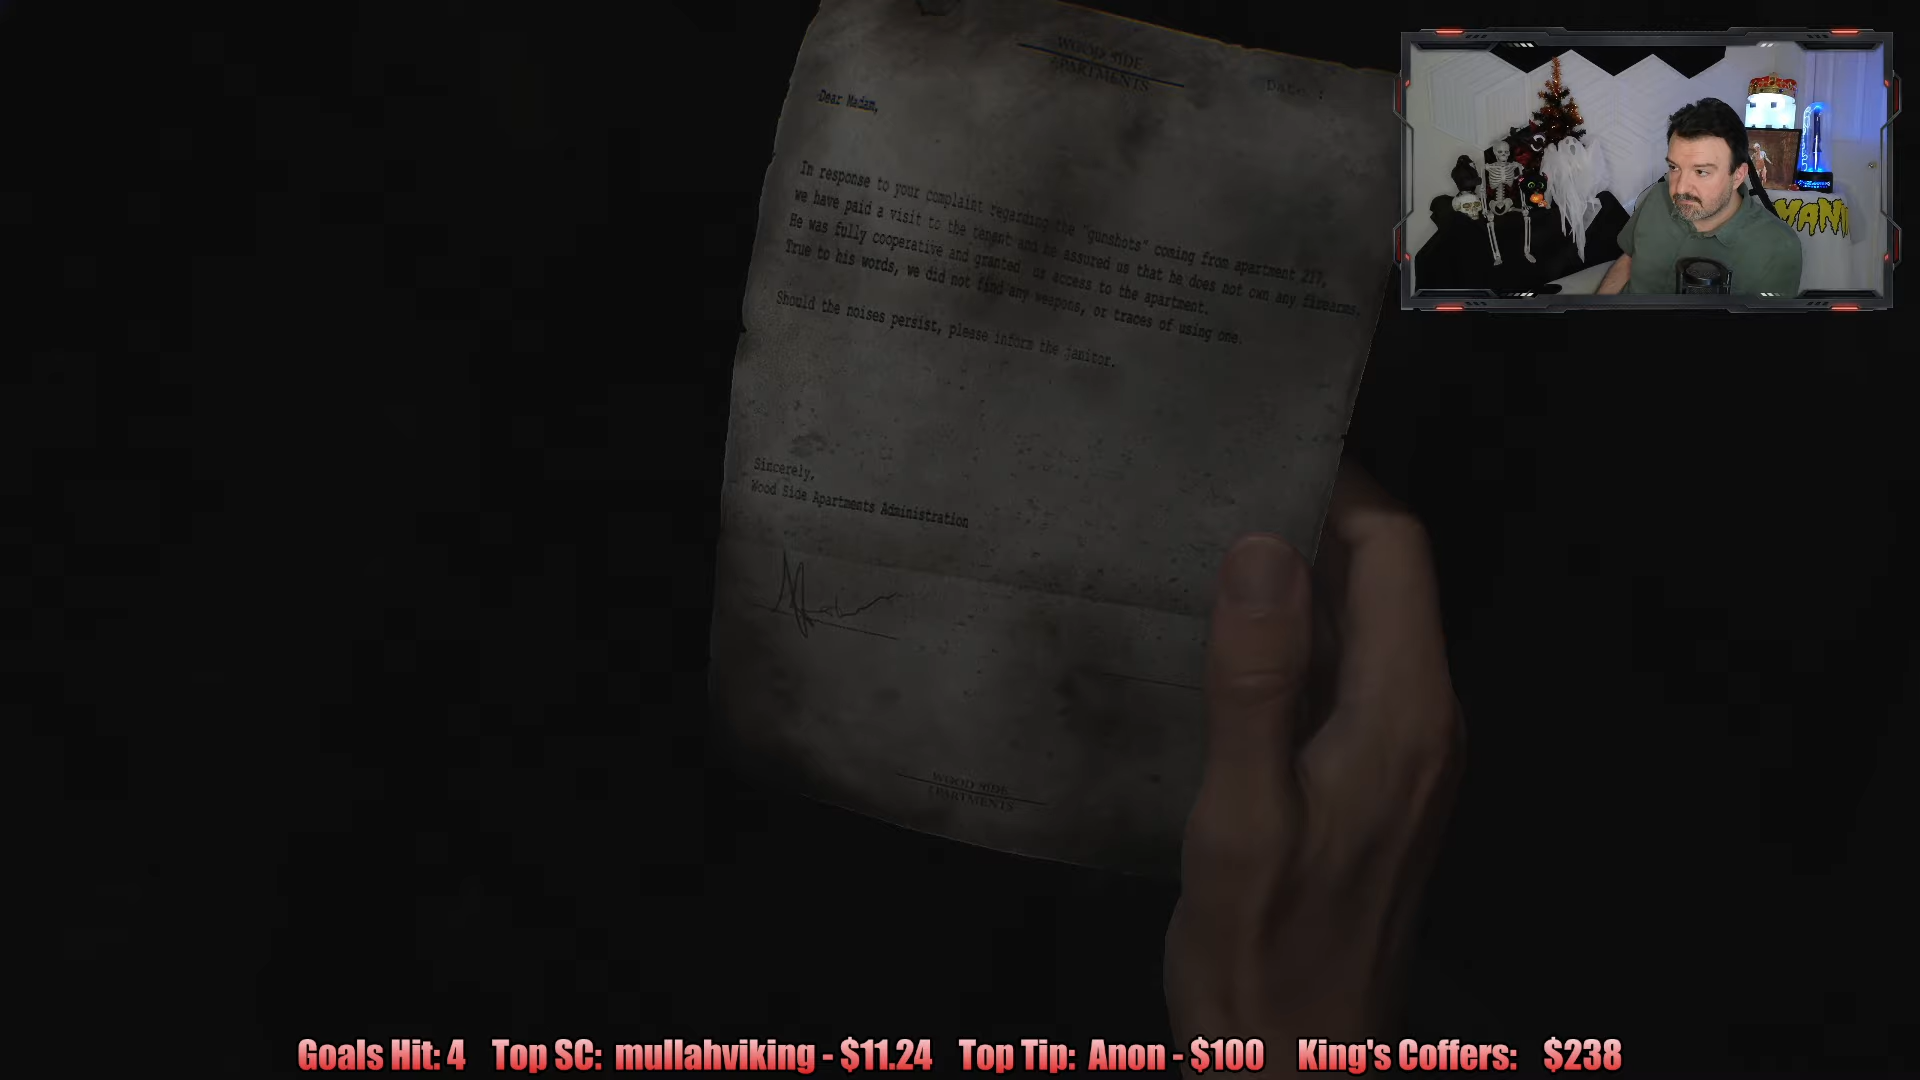 WOOD SIDE
APARTMENTS
Date :
Dear Madam,
In response to your complaint regarding the "gunshots" coming from apartment 217,
we have paid a visit to the tenant and he assured us that he does not own any firearms.
He was fully cooperative and granted us access to the apartment.
True to his words, we did not find any weapons, or traces of using one.
Should the noises persist, please inform the janitor.
Sincerely,
Wood Side Apartments Administration
WOOD SIDE
APARTMENTS
MANI
Goals Hit: 4 Top SC: mullahviking - $11.24 Top Tip: Anon - $100 King's Coffers: $238